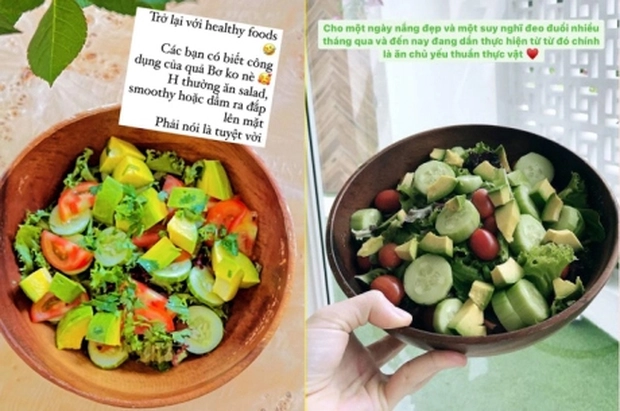 Trở lại với healthy foods
🤣
Các bạn có biết công
dụng của quả Bơ ko nè 🥰
H thường ăn salad,
smoothy hoặc dầm ra đắp
lên mặt
Phải nói là tuyệt vời
Cho một ngày nắng đẹp và một suy nghĩ đeo đuổi nhiều
tháng qua và đến nay đang dần thực hiện từ từ đó chính
là ăn chủ yếu thuần thực vật ♥️